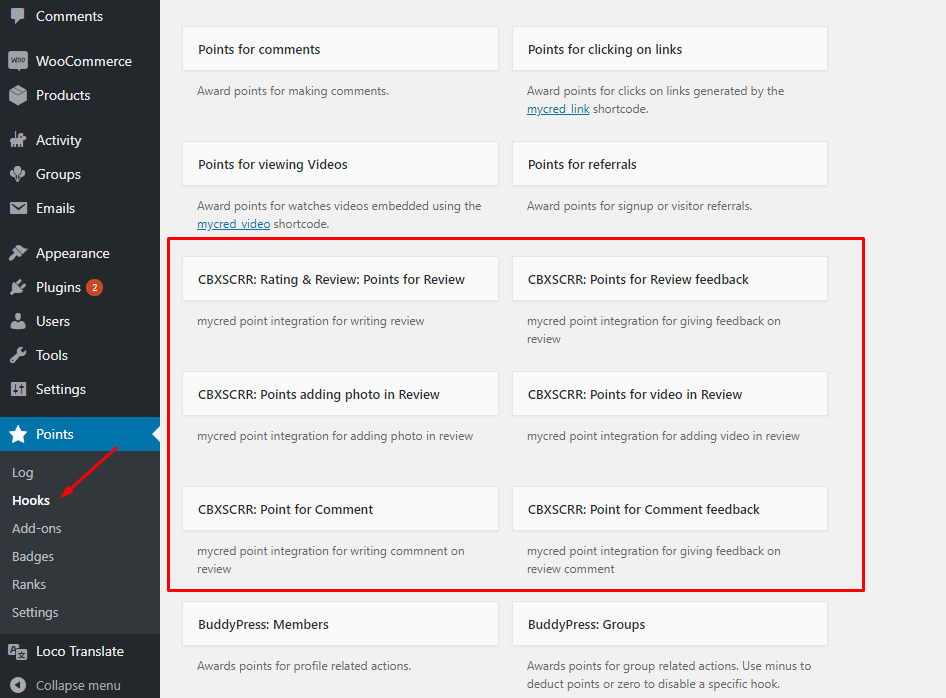 Comments
WOO WooCommerce
Products
Activity
Groups
Emails
Appearance
Plugins 2
Users
Tools
Settings
Points
Log
Hooks
Add-ons
Badges
Ranks
Settings
Loco Translate
Collapse menu
Points for comments
Award points for making comments.
Points for clicking on links
Award points for clicks on links generated by the
mycred_link shortcode.
Points for viewing Videos
Award points for watches videos embedded using the
mycred_video shortcode.
Points for referrals
Award points for signup or visitor referrals.
CBXSCRR: Rating & Review: Points for Review
mycred point integration for writing review
CBXSCRR: Points for Review feedback
mycred point integration for giving feedback on
review
CBXSCRR: Points adding photo in Review
mycred point integration for adding photo in review
CBXSCRR: Points for video in Review
mycred point integration for adding video in review
CBXSCRR: Point for Comment
mycred point integration for writing commnent on
review
CBXSCRR: Point for Comment feedback
mycred point integration for giving feedback on
review comment
BuddyPress: Members
Awards points for profile related actions.
BuddyPress: Groups
Awards points for group related actions. Use minus to
deduct points or zero to disable a specific hook.